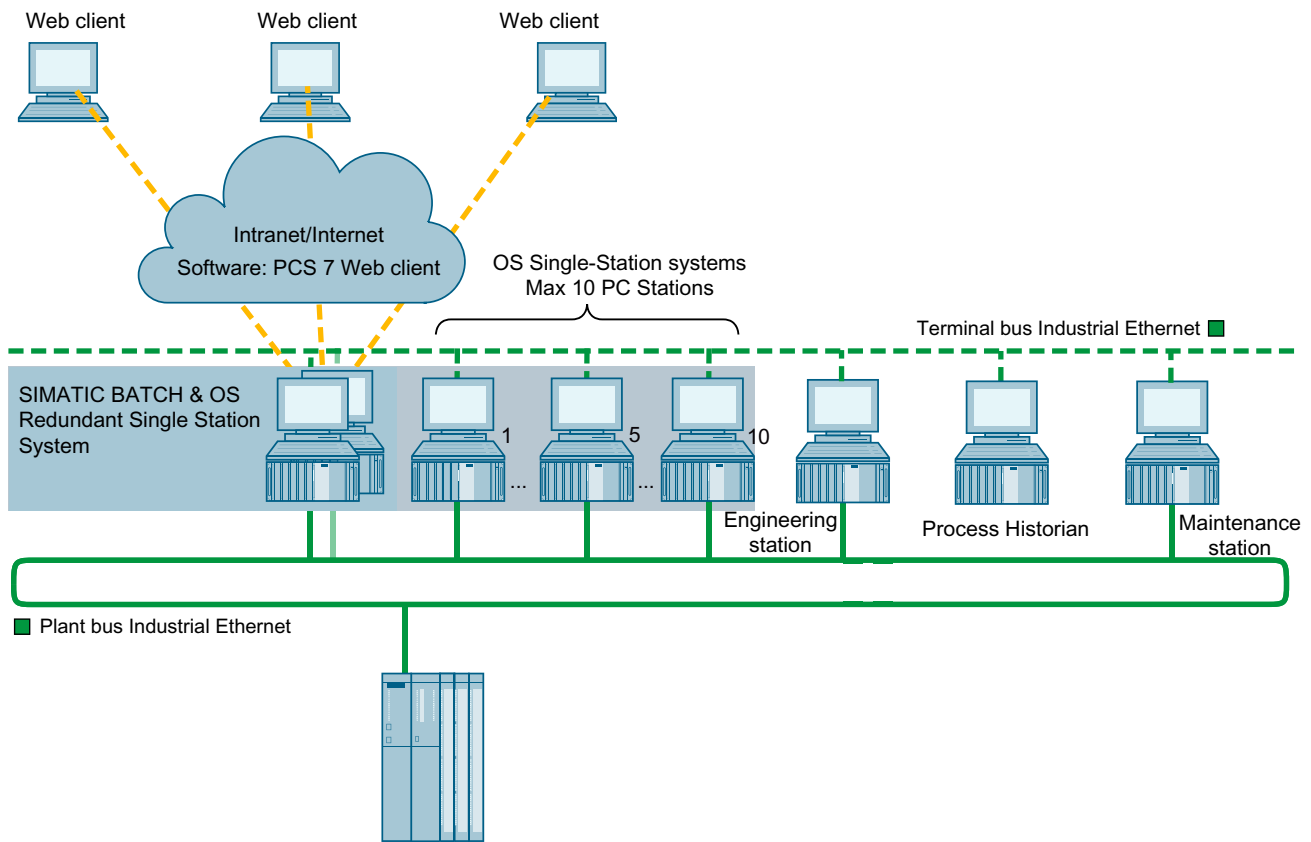 Web client
Web client
Web client
Intranet/Internet
Software: PCS 7 Web client
OS Single-Station systems
Max 10 PC Stations
Terminal bus Industrial Ethernet
SIMATIC BATCH & OS
Redundant Single Station
System
1
5
10
...
...
Engineering
station
Process Historian
Maintenance
station
Plant bus Industrial Ethernet